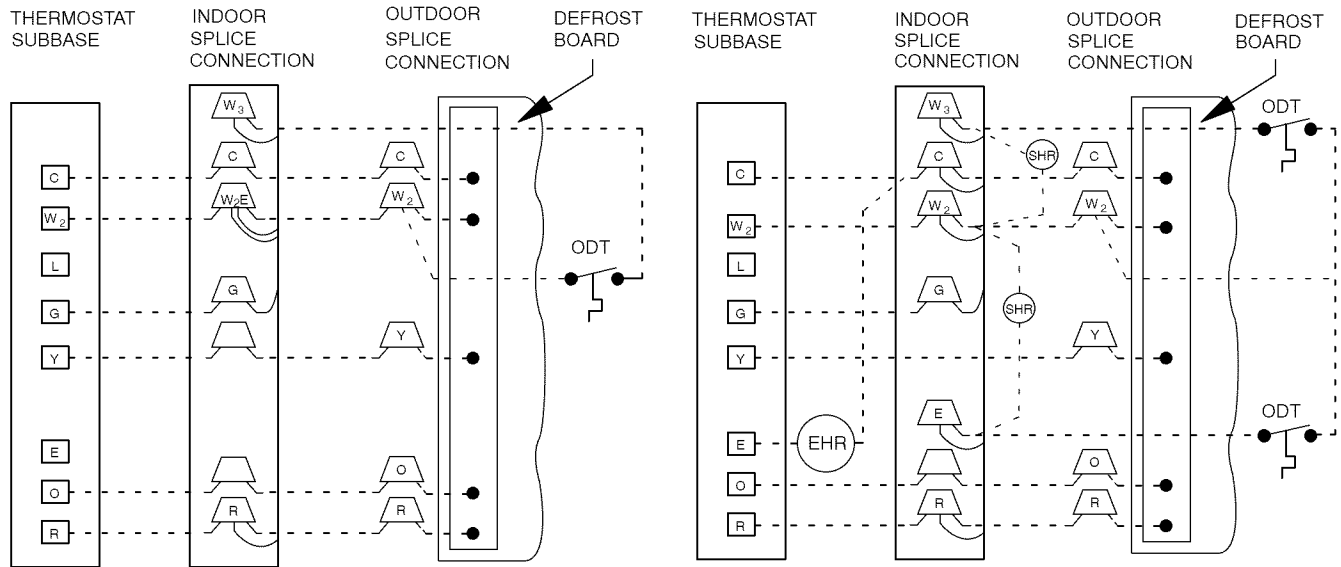 THERMOSTAT
SUBBASE
INDOOR
SPLICE
CONNECTION
OUTDOOR
SPLICE
CONNECTION
DEFROST
BOARD
W3
C
C
C
W2
W2E
W2
L
ODT
G
G
Y
Y
E
O
O
R
R
R
THERMOSTAT
SUBBASE
INDOOR
SPLICE
CONNECTION
OUTDOOR
SPLICE
CONNECTION
DEFROST
BOARD
W3
ODT
SHR
C
C
C
W2
W2
W2
L
G
G
SHR
Y
Y
E
EHR
E
ODT
O
O
R
R
R